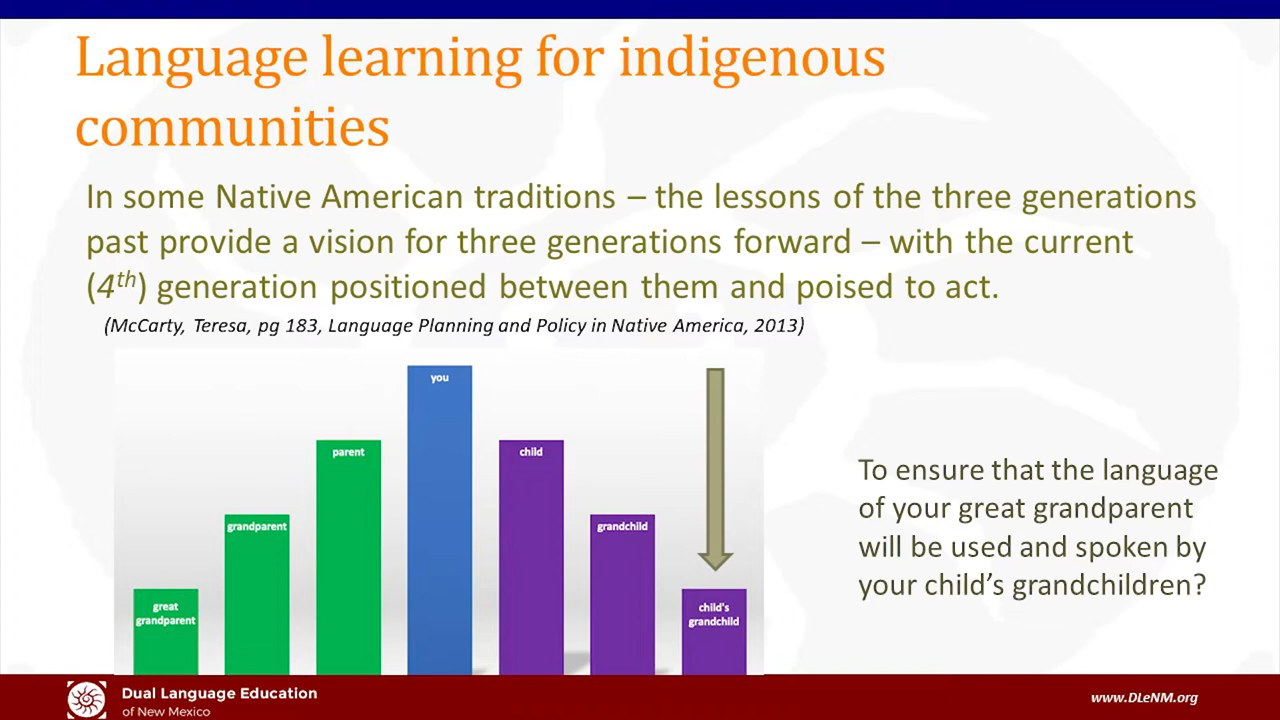 Language learning for indigenous
communities
In some Native American traditions – the lessons of the three generations
past provide a vision for three generations forward – with the current
(4th) generation positioned between them and poised to act.
(McCarty, Teresa, pg 183, Language Planning and Policy in Native America, 2013)
great
grandparent
grandparent
parent
you
child
grandchild
child's
grandchild
To ensure that the language
of your great grandparent
will be used and spoken by
your child’s grandchildren?
Dual Language Education
of New Mexico
www.DLeNM.org